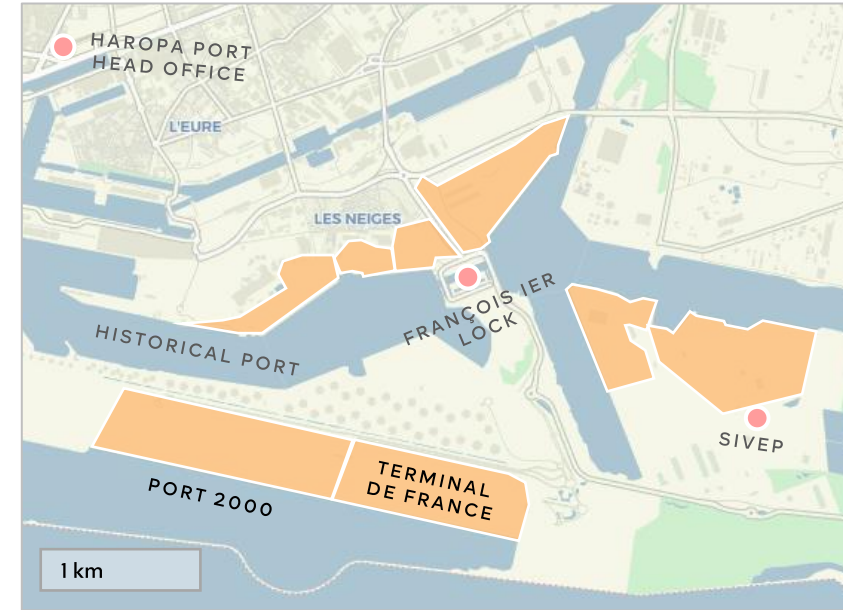 HAROPA PORT
HEAD OFFICE
L'EURE
LES NEIGES
FRANÇOIS IER
LOCK
HISTORICAL PORT
SIVEP
TERMINAL
DE FRANCE
PORT 2000
1 km